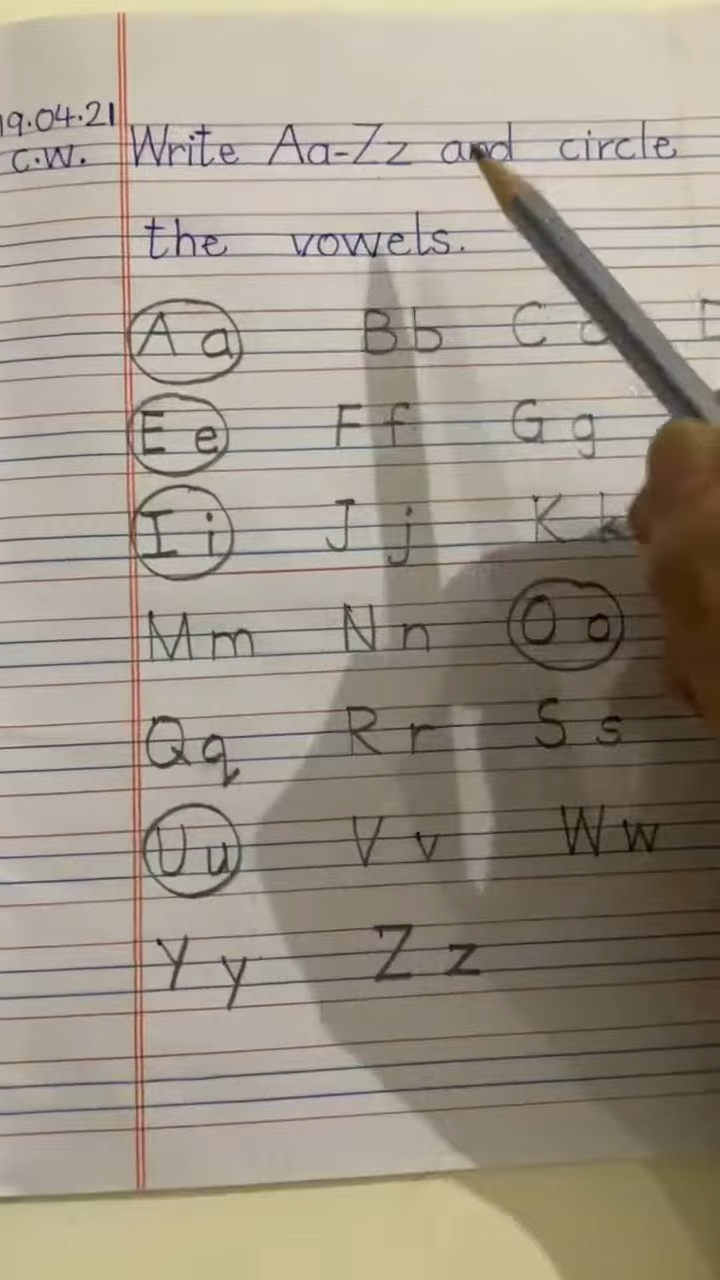 19.04.21
C.W. Write Aa-Zz and circle
the vowels.
Aa Bb C
Ee Ff Gg
Ii Jj Kk
Mm Nn Oo
Qq Rr Ss
Uu Vv Ww
Yy Zz